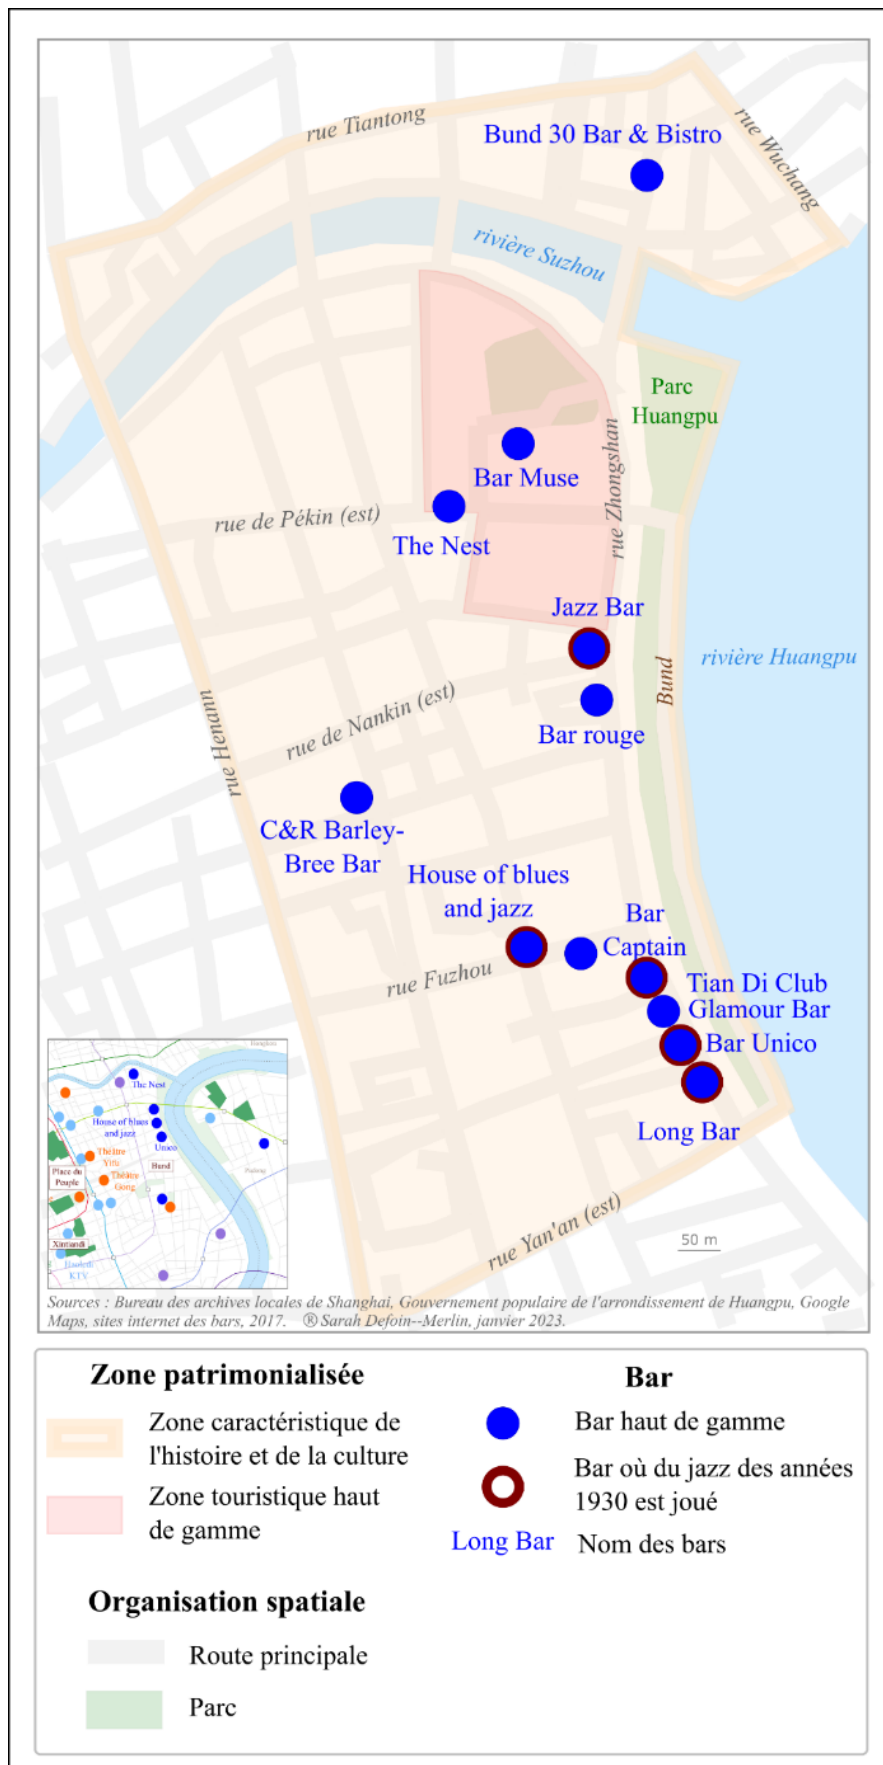 rue Tiantong
Bund 30 Bar & Bistro
rue Wuchang
rivière Suzhou
Parc
Huangpu
rue Zhongshan
Bar Muse
rue de Pékin (est)
The Nest
Jazz Bar
Bund
rivière Huangpu
rue Henann
rue de Nankin (est)
Bar rouge
C&R Barley-
Bree Bar
House of blues
and jazz
Bar
Captain
rue Fuzhou
Tian Di Club
Glamour Bar
Bar Unico
Long Bar
rue Yan'an (est)
50 m
The Nest
House of blues
and jazz
Unico
Théâtre
Yifu
Place du
Peuple
Bund
Théâtre
Gong
Pudong
Xintiandi
KTV
Sources : Bureau des archives locales de Shanghai, Gouvernement populaire de l'arrondissement de Huangpu, Google
Maps, sites internet des bars, 2017. ® Sarah Defoin--Merlin, janvier 2023.
Zone patrimonialisée
Zone caractéristique de
l'histoire et de la culture
Zone touristique haut
de gamme
Bar
Bar haut de gamme
Bar où du jazz des années
1930 est joué
Long Bar
Nom des bars
Organisation spatiale
Route principale
Parc